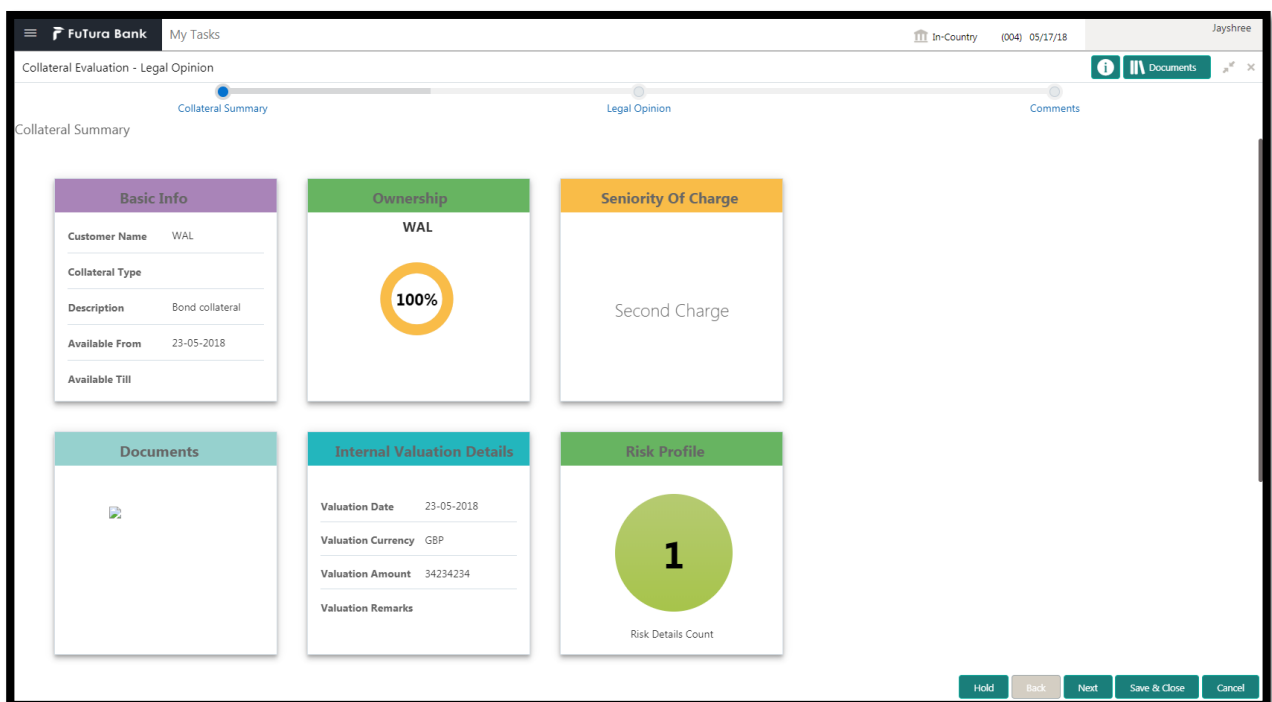 FuTura Bank
My Tasks
In-Country
(004) 05/17/18
Jayshree
Collateral Evaluation - Legal Opinion
i
Documents
Collateral Summary
Legal Opinion
Comments
Collateral Summary
Basic Info
Customer Name WAL
Collateral Type
Description Bond collateral
Available From 23-05-2018
Available Till
Ownership
WAL
100%
Seniority Of Charge
Second Charge
Documents
Internal Valuation Details
Valuation Date 23-05-2018
Valuation Currency GBP
Valuation Amount 34234234
Valuation Remarks
Risk Profile
1
Risk Details Count
Hold
Back
Next
Save & Close
Cancel